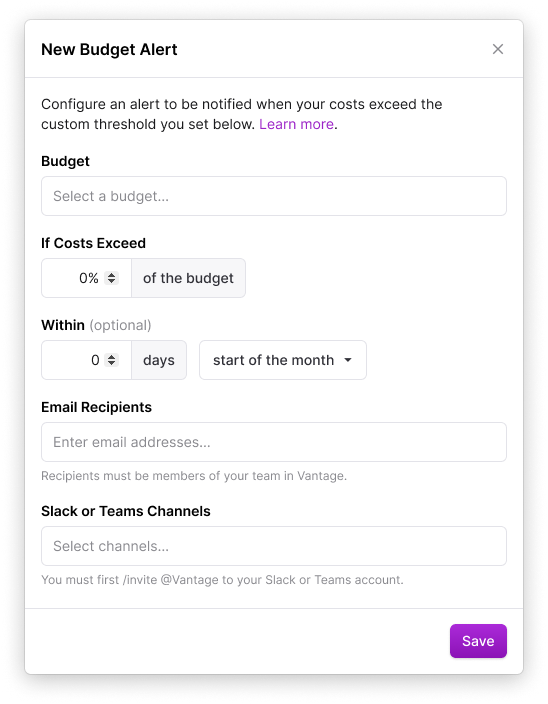 New Budget Alert
Configure an alert to be notified when your costs exceed the
custom threshold you set below. Learn more.
Budget
Select a budget...
If Costs Exceed
0% of the budget
Within (optional)
0 days start of the month
Email Recipients
Enter email addresses...
Recipients must be members of your team in Vantage.
Slack or Teams Channels
Select channels...
You must first /invite @Vantage to your Slack or Teams account.
Save